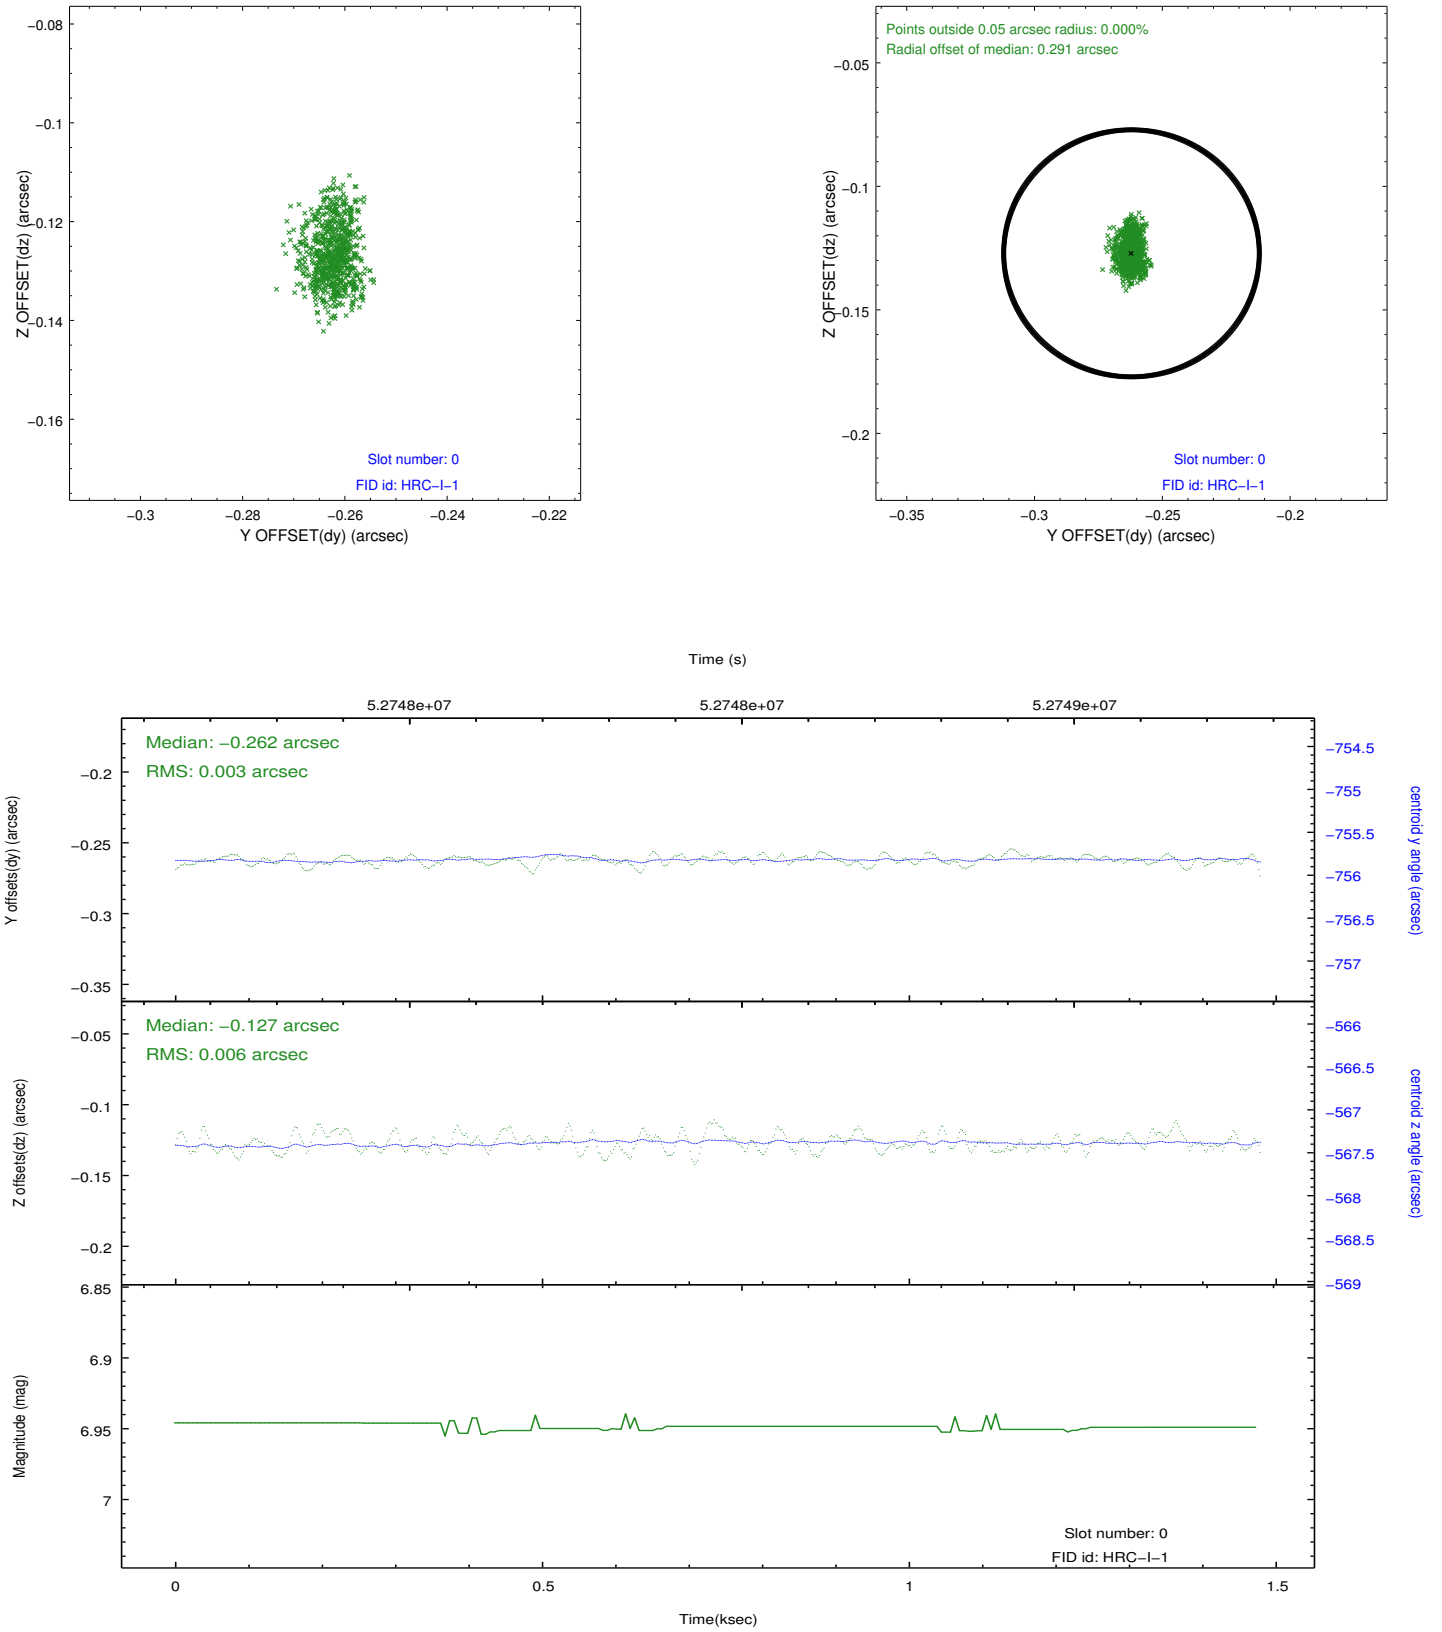 −0.08
−0.1
−0.12
−0.14
−0.16
Z OFFSET(dz) (arcsec)
Slot number: 0
FID id: HRC−I−1
−0.3
−0.28
−0.26
−0.24
−0.22
Y OFFSET(dy) (arcsec)
Points outside 0.05 arcsec radius: 0.000%
Radial offset of median: 0.291 arcsec
−0.05
−0.1
−0.15
−0.2
Z OFFSET(dz) (arcsec)
Slot number: 0
FID id: HRC−I−1
−0.35
−0.3
−0.25
−0.2
Y OFFSET(dy) (arcsec)
Time (s)
5.2748e+07
5.2748e+07
5.2749e+07
Median: −0.262 arcsec
RMS: 0.003 arcsec
−0.2
−0.25
−0.3
−0.35
Y offsets(dy) (arcsec)
−754.5
−755
−755.5
−756
−756.5
−757
centroid y angle (arcsec)
Median: −0.127 arcsec
RMS: 0.006 arcsec
−0.05
−0.1
−0.15
−0.2
Z offsets(dz) (arcsec)
−566
−566.5
−567
−567.5
−568
−568.5
−569
centroid z angle (arcsec)
6.85
6.9
6.95
7
Magnitude (mag)
Slot number: 0
FID id: HRC−I−1
0
0.5
1
1.5
Time(ksec)